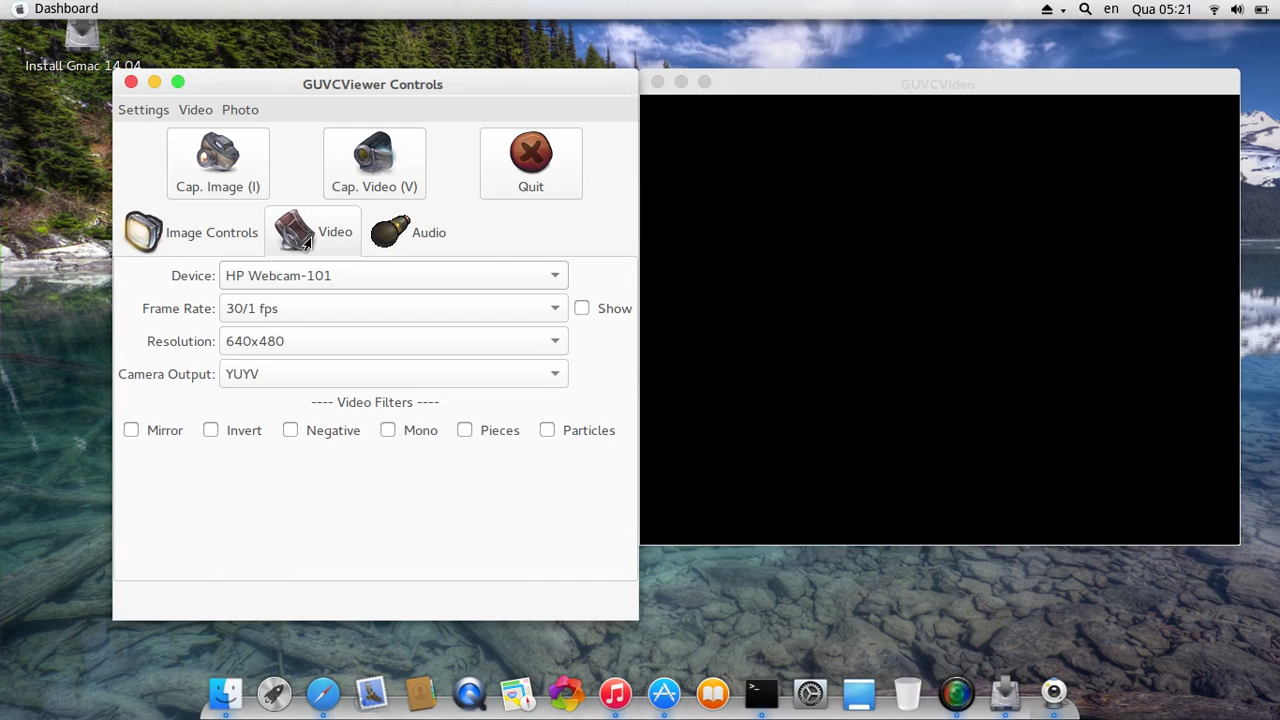 Dashboard
en
Qua 05:21
Install Gmac 14.04
GUVCViewer Controls
GUVCVideo
Settings Video Photo
Cap. Image (I)
Cap. Video (V)
Quit
Image Controls
Video
Audio
Device: HP Webcam-101
Frame Rate: 30/1 fps
Show
Resolution: 640x480
Camera Output: YUYV
---- Video Filters ----
Mirror Invert Negative Mono Pieces Particles
>_